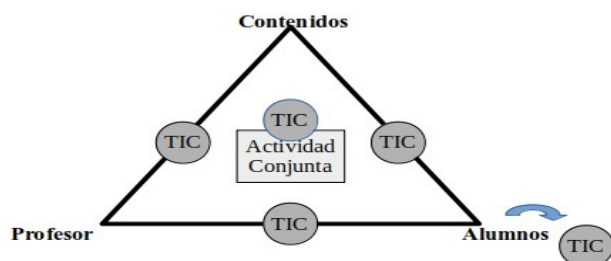 Contenidos
TIC
TIC
TIC
Actividad
Conjunta
TIC
Profesor
Alumnos
TIC